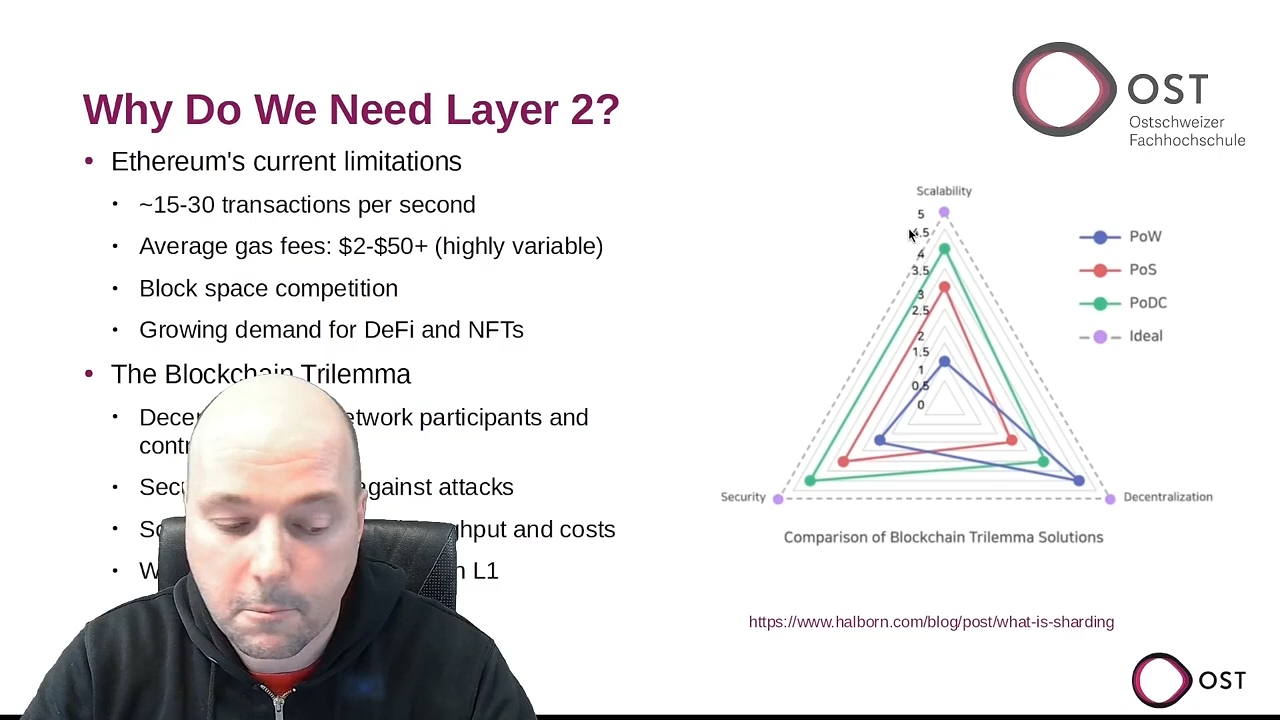 Why Do We Need Layer 2?
OST
Ostschweizer
Fachhochschule
• Ethereum's current limitations
• ~15-30 transactions per second
• Average gas fees: $2-$50+ (highly variable)
• Block space competition
• Growing demand for DeFi and NFTs
• The Blockchain Trilemma
participants and
against attacks
and costs
L1
Scalability
5
4.5
4
3.5
3
2.5
2
1.5
1
0.5
0
Security
Decentralization
PoW
PoS
PoDC
Ideal
Comparison of Blockchain Trilemma Solutions
https://www.halborn.com/blog/post/what-is-sharding
OST